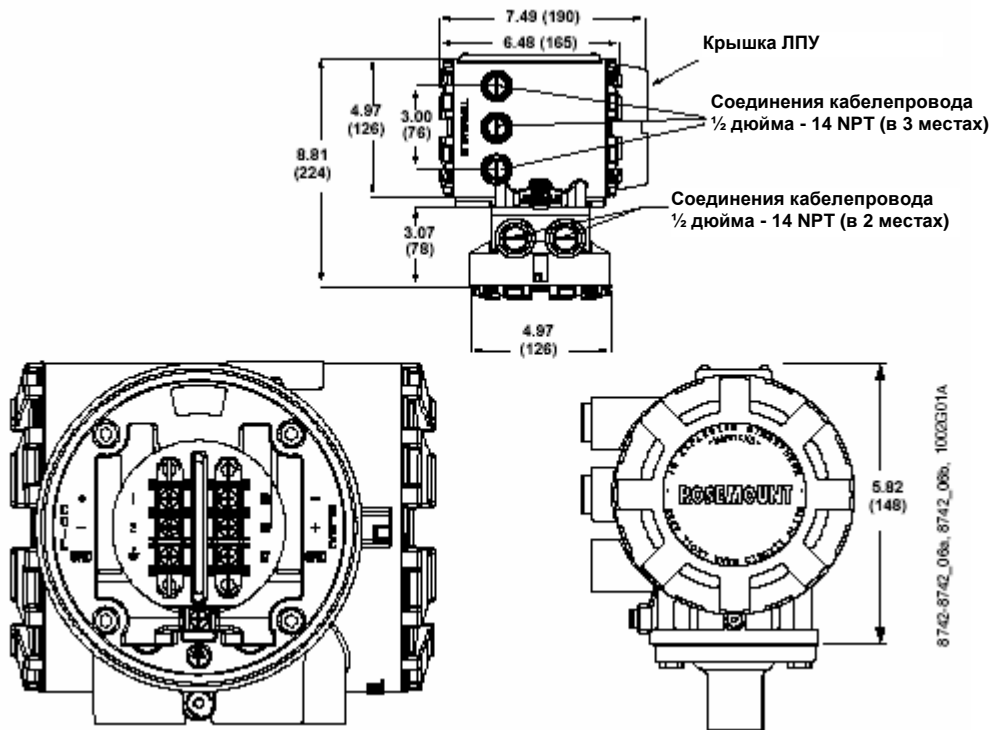 7.49 (190)
6.48 (165)
Крышка ЛПУ
4.97
(126)
3.00
(76)
Соединения кабелепровода
½ дюйма - 14 NPT (в 3 местах)
8.81
(224)
Соединения кабелепровода
½ дюйма - 14 NPT (в 2 местах)
3.07
(78)
4.97
(126)
ROSEMOUNT
5.82
(148)
8742-8742_06a, 8742_06b, 1002G01A